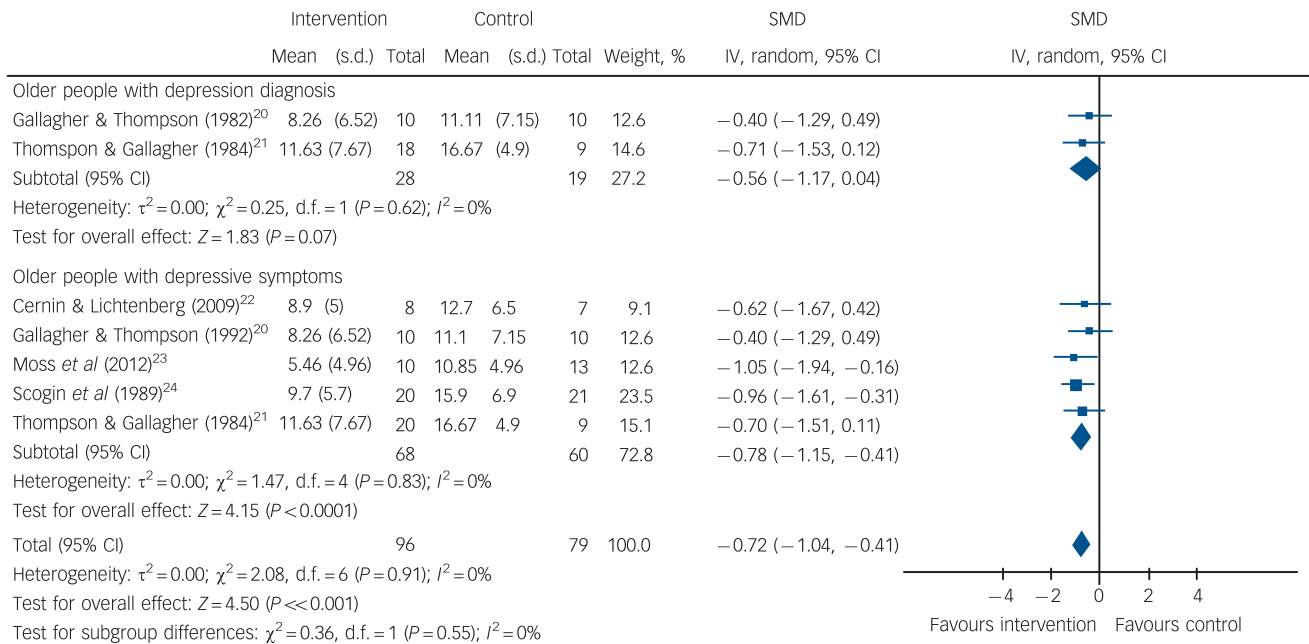 Intervention Control SMD SMD
Mean (s.d.) Total Mean (s.d.) Total Weight, % IV, random, 95% CI IV, random, 95% CI
Older people with depression diagnosis
Gallagher & Thompson (1982)20 8.26 (6.52) 10 11.11 (7.15) 10 12.6 −0.40 (−1.29, 0.49)
Thomspon & Gallagher (1984)21 11.63 (7.67) 18 16.67 (4.9) 9 14.6 −0.71 (−1.53, 0.12)
Subtotal (95% CI) 28 19 27.2 −0.56 (−1.17, 0.04)
Heterogeneity: τ2=0.00; χ2=0.25, d.f.=1 (P=0.62); I2=0%
Test for overall effect: Z=1.83 (P=0.07)
Older people with depressive symptoms
Cernin & Lichtenberg (2009)22 8.9 (5) 8 12.7 6.5 7 9.1 −0.62 (−1.67, 0.42)
Gallagher & Thompson (1992)20 8.26 (6.52) 10 11.1 7.15 10 12.6 −0.40 (−1.29, 0.49)
Moss et al (2012)23 5.46 (4.96) 10 10.85 4.96 13 12.6 −1.05 (−1.94, −0.16)
Scogin et al (1989)24 9.7 (5.7) 20 15.9 6.9 21 23.5 −0.96 (−1.61, −0.31)
Thompson & Gallagher (1984)21 11.63 (7.67) 20 16.67 4.9 9 15.1 −0.70 (−1.51, 0.11)
Subtotal (95% CI) 68 60 72.8 −0.78 (−1.15, −0.41)
Heterogeneity: τ2=0.00; χ2=1.47, d.f.=4 (P=0.83); I2=0%
Test for overall effect: Z=4.15 (P<0.0001)
Total (95% CI) 96 79 100.0 −0.72 (−1.04, −0.41)
Heterogeneity: τ2=0.00; χ2=2.08, d.f.=6 (P=0.91); I2=0%
Test for overall effect: Z=4.50 (P<<0.001)
Test for subgroup differences: χ2=0.36, d.f.=1 (P=0.55); I2=0%
−4 −2 0 2 4
Favours intervention Favours control